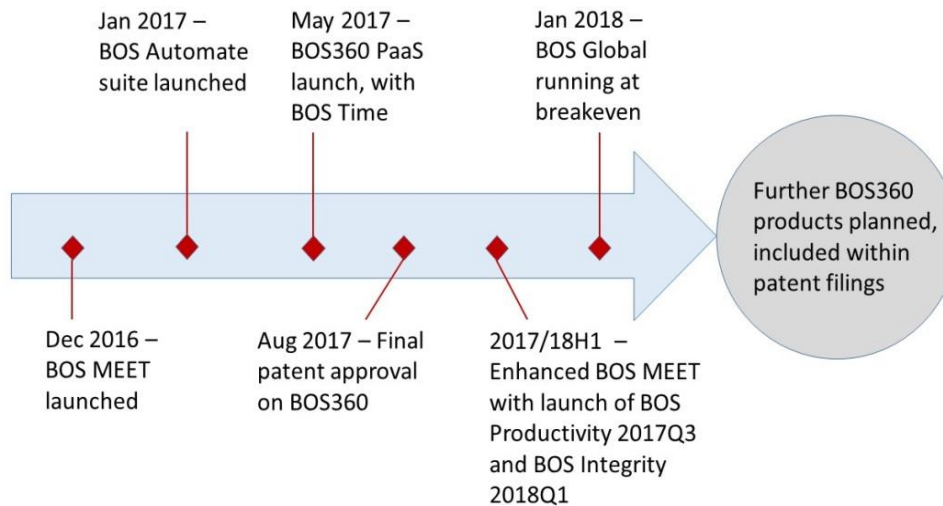 Jan 2017 –
BOS Automate
suite launched
May 2017 –
BOS360 PaaS
launch, with
BOS Time
Jan 2018 –
BOS Global
running at
breakeven
Further BOS360
products planned,
included within
patent filings
Dec 2016 –
BOS MEET
launched
Aug 2017 – Final
patent approval
on BOS360
2017/18H1  –
Enhanced BOS MEET
with launch of BOS
Productivity 2017Q3
and BOS Integrity
2018Q1